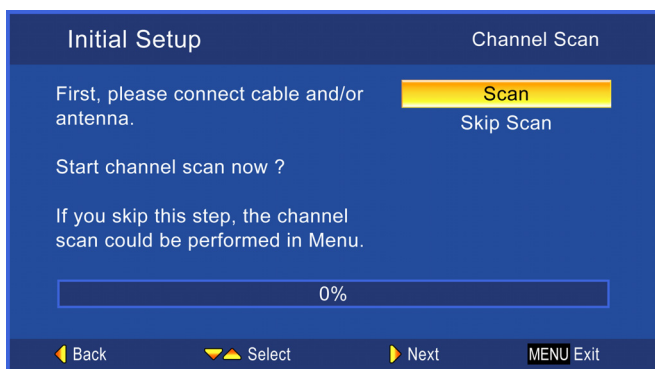 Initial Setup
Channel Scan
First, please connect cable and/or
antenna.
Start channel scan now ?
If you skip this step, the channel
scan could be performed in Menu.
Scan
Skip Scan
0%
Back
Select
Next
MENU Exit